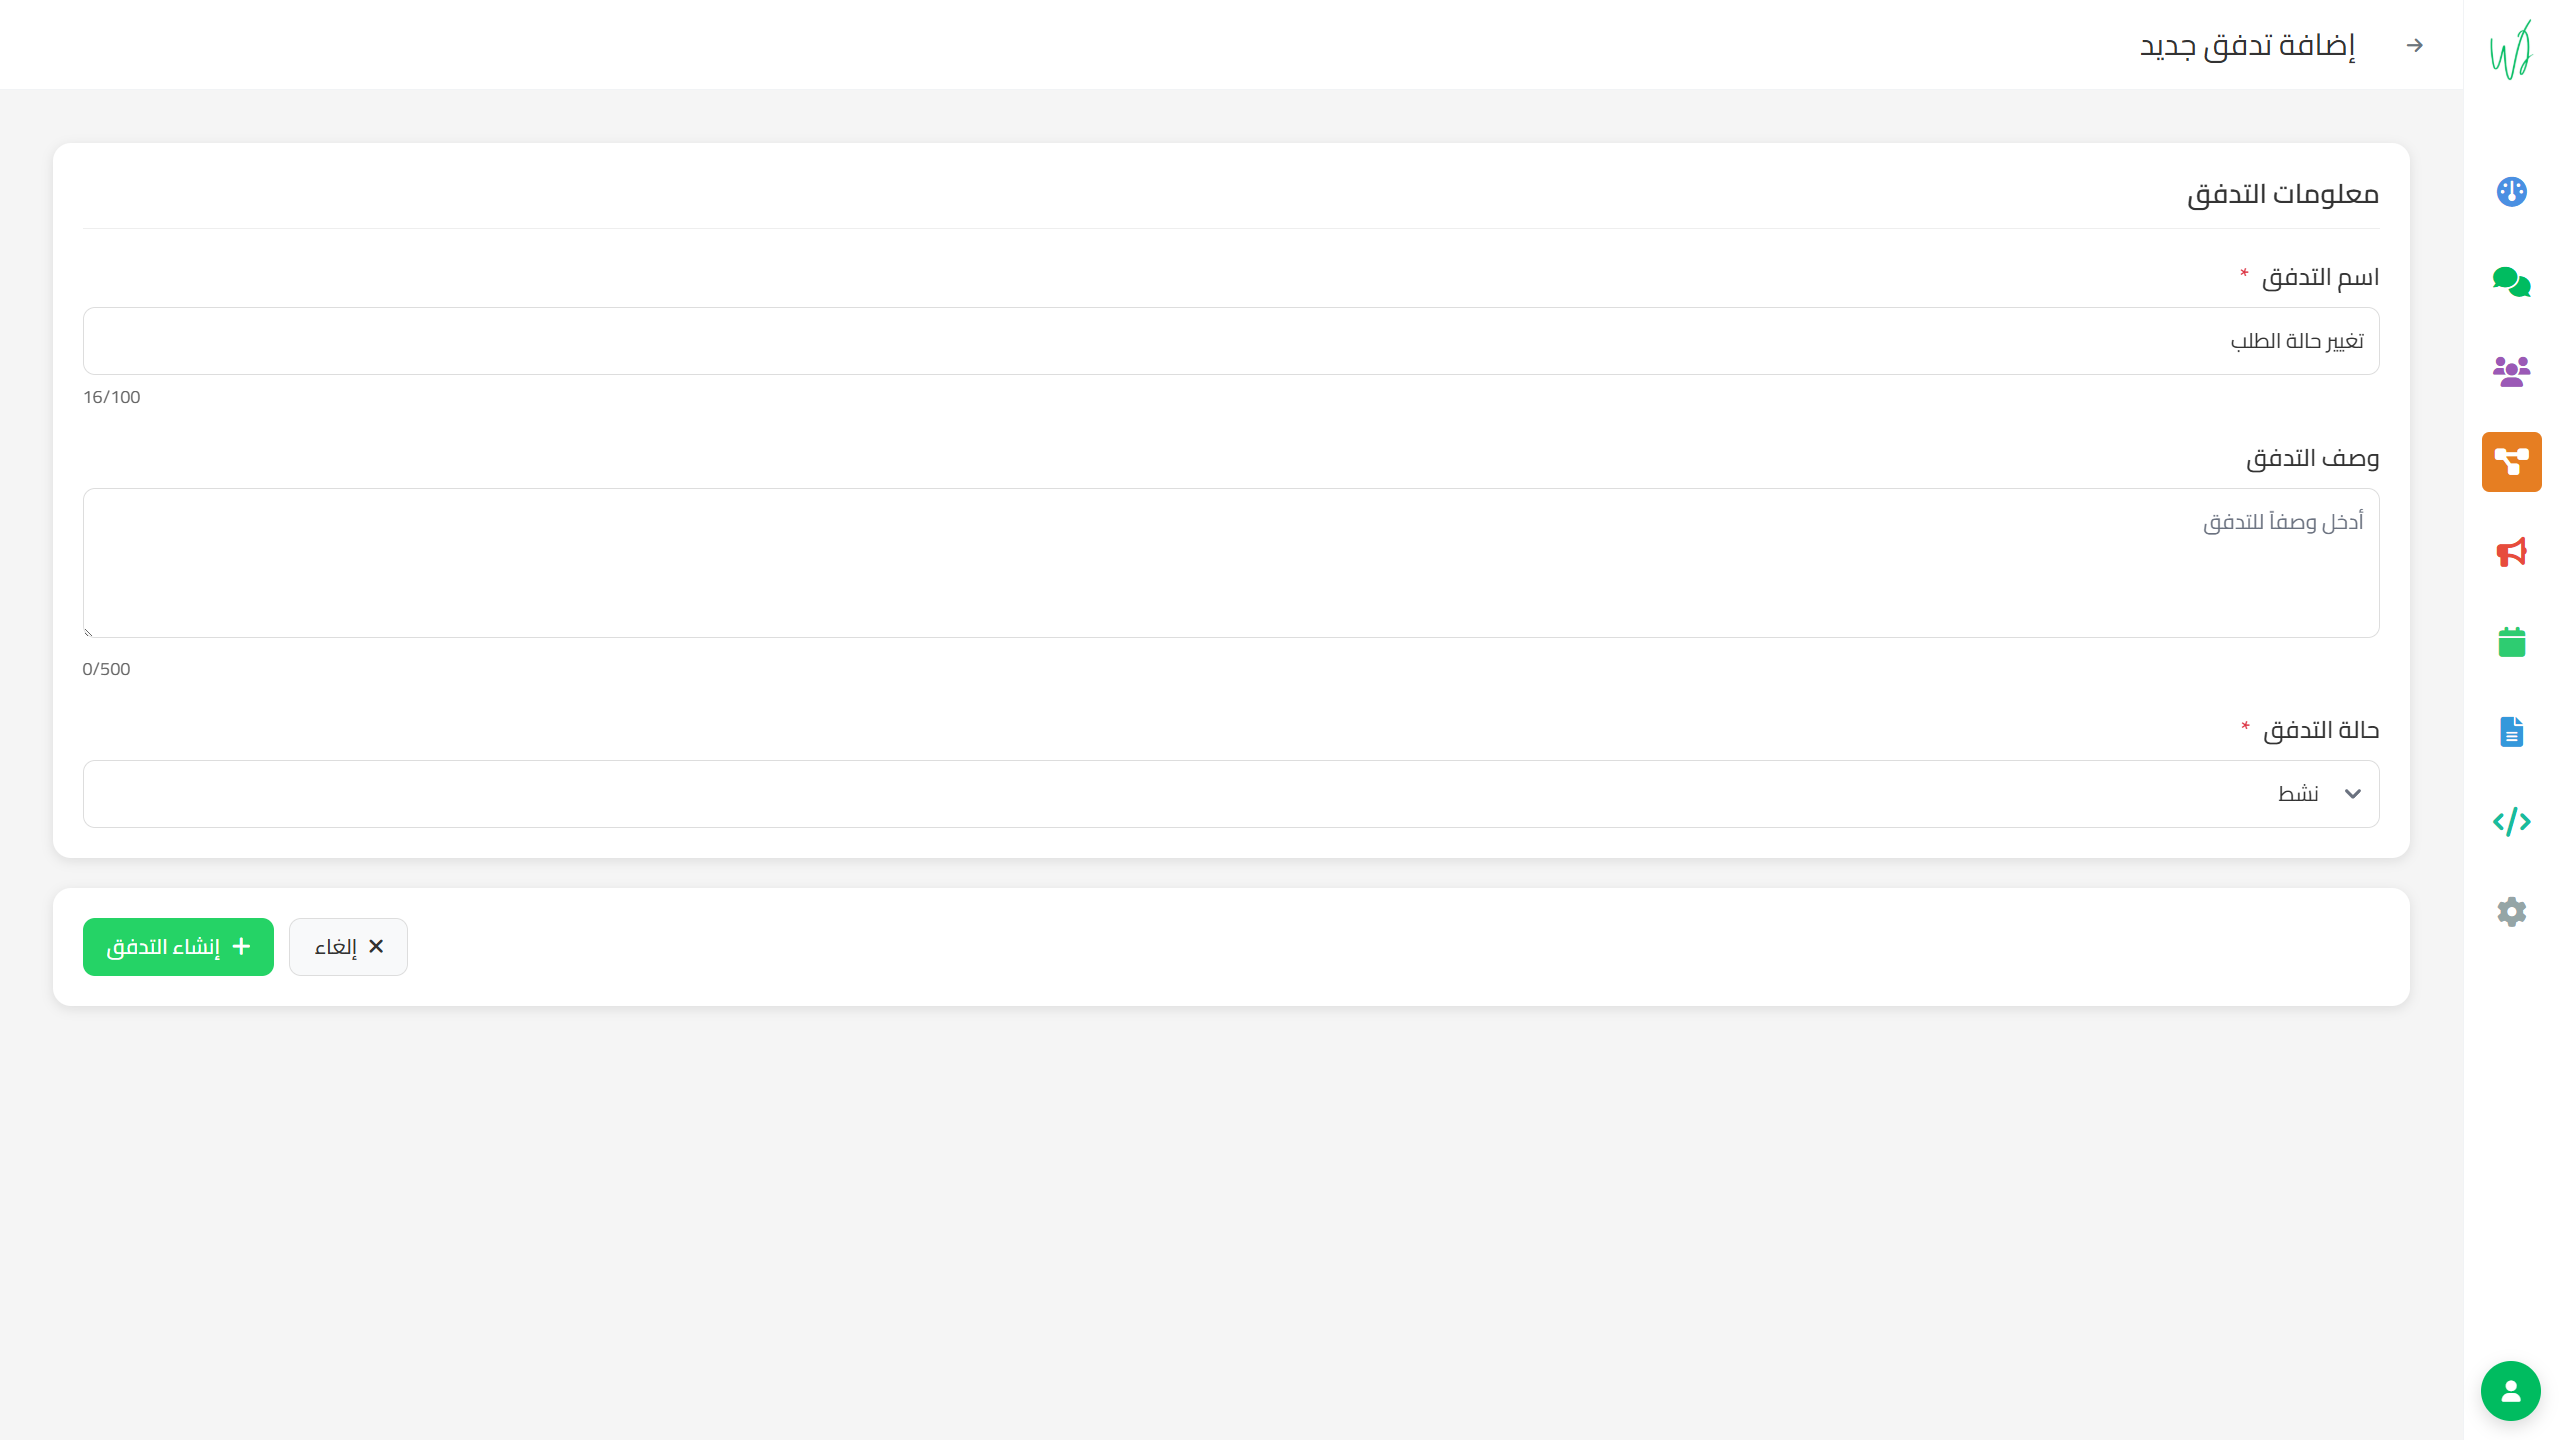 إضافة تدفق جديد
معلومات التدفق
اسم التدفق *
تغيير حالة الطلب
16/100
وصف التدفق
أدخل وصفاً للتدفق
0/500
حالة التدفق *
نشط
إلغاء
إنشاء التدفق